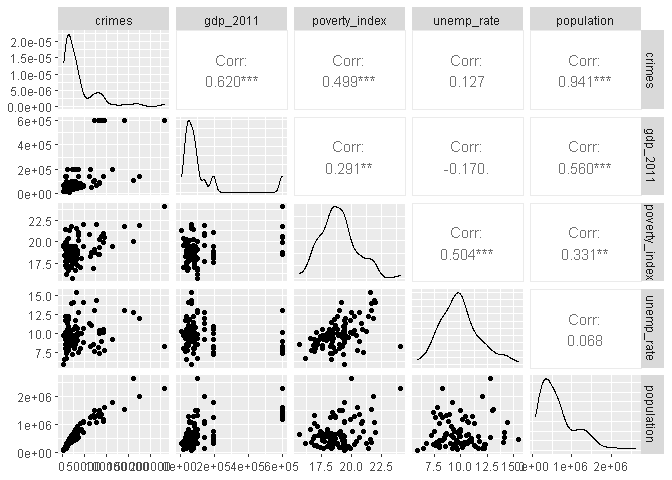 crimes
gdp_2011
poverty_index
unemp_rate
population
2.0e-05
1.5e-05
1.0e-05
5.0e-06
0.0e+00
Corr:
0.620***
Corr:
0.499***
Corr:
0.127
Corr:
0.941***
crimes
6e+05
4e+05
2e+05
0e+00
Corr:
0.291**
Corr:
-0.170.
Corr:
0.560***
gdp_2011
22.5
20.0
17.5
Corr:
0.504***
Corr:
0.331**
poverty_index
15.0
12.5
10.0
7.5
Corr:
0.068
unemp_rate
2e+06
1e+06
0e+00
population
17.5
20.0
22.5
7.5
10.0
12.5
15.0
0e+00
1e+06
2e+06